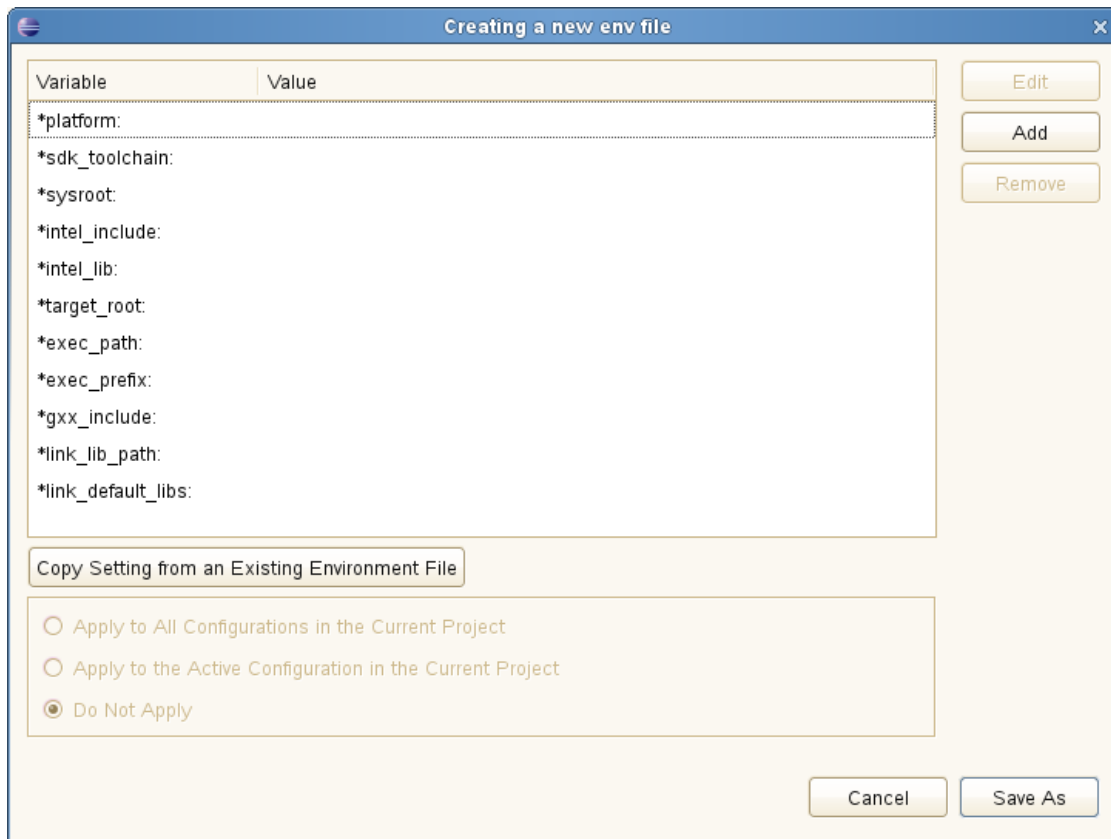 Creating a new env file
Variable Value
Edit
*platform:
Add
*sdk_toolchain:
Remove
*sysroot:
*intel_include:
*intel_lib:
*target_root:
*exec_path:
*exec_prefix:
*gxx_include:
*link_lib_path:
*link_default_libs:
Copy Setting from an Existing Environment File
Apply to All Configurations in the Current Project
Apply to the Active Configuration in the Current Project
Do Not Apply
Cancel Save As